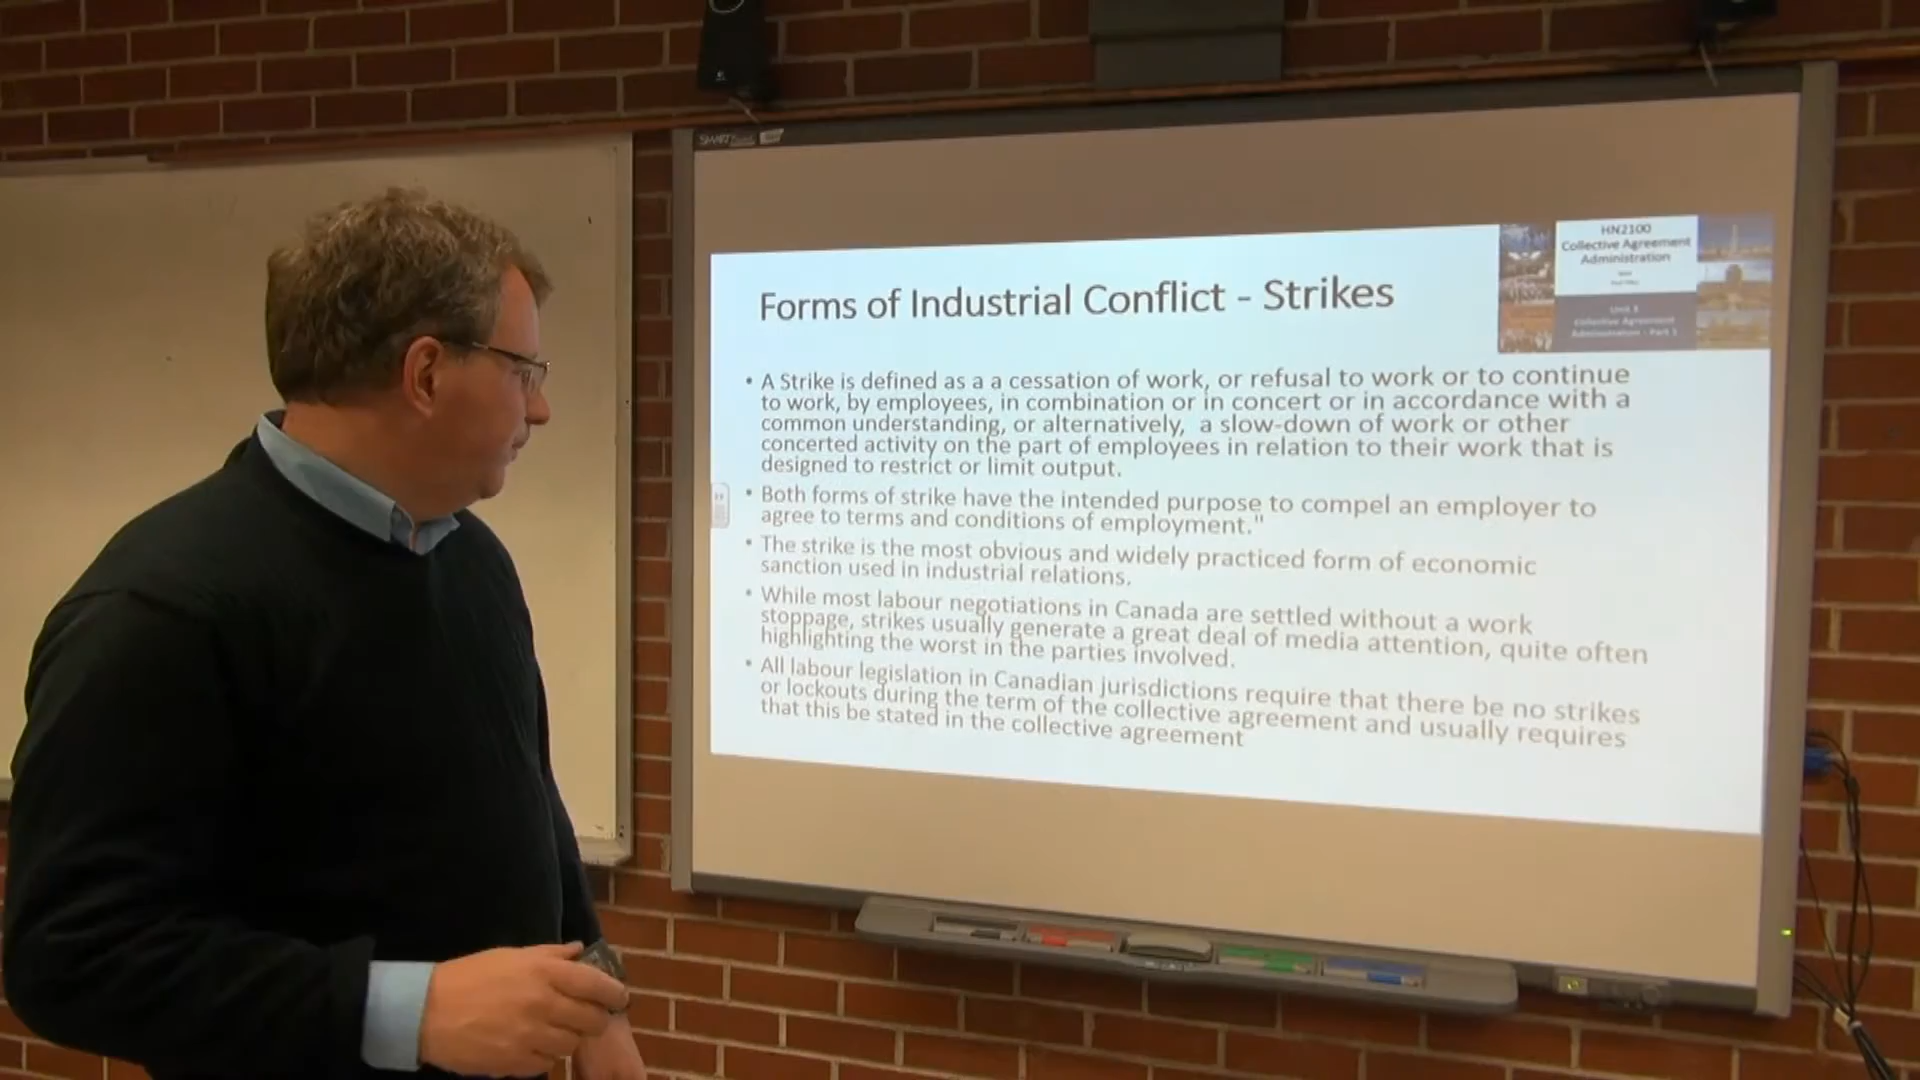 SMART
HN2100
Collective Agreement
Administration
Unit 3
Collective Agreement
Administration - Part 1
Forms of Industrial Conflict - Strikes
• A Strike is defined as a a cessation of work, or refusal to work or to continue
to work, by employees, in combination or in concert or in accordance with a
common understanding, or alternatively, a slow-down of work or other
concerted activity on the part of employees in relation to their work that is
designed to restrict or limit output.
• Both forms of strike have the intended purpose to compel an employer to
agree to terms and conditions of employment."
• The strike is the most obvious and widely practiced form of economic
sanction used in industrial relations.
• While most labour negotiations in Canada are settled without a work
stoppage, strikes usually generate a great deal of media attention, quite often
highlighting the worst in the parties involved.
• All labour legislation in Canadian jurisdictions require that there be no strikes
or lockouts during the term of the collective agreement and usually requires
that this be stated in the collective agreement